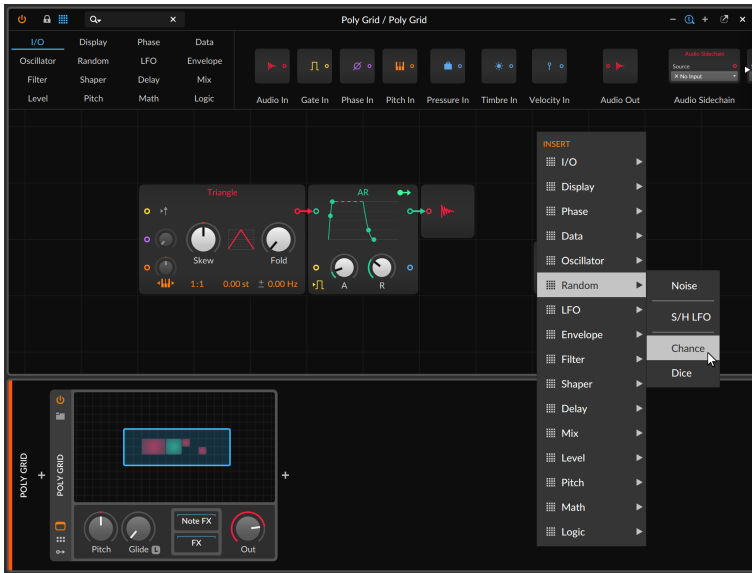 Poly Grid / Poly Grid
I/O Display Phase Data
Oscillator Random LFO Envelope
Filter Shaper Delay Mix
Level Pitch Math Logic
Audio In Gate In Phase In Pitch In Pressure In Timbre In Velocity In Audio Out Audio Sidechain
Audio Sidechain
Source
× No Input
Triangle
Skew
Fold
1:1 0.00 st ± 0.00 Hz
AR
A R
INSERT
I/O
Display
Phase
Data
Oscillator
Random
LFO
Envelope
Filter
Shaper
Delay
Mix
Level
Pitch
Math
Logic
Noise
S/H LFO
Chance
Dice
POLY GRID
+
POLY GRID
+
Note FX
FX
Pitch Glide L Out